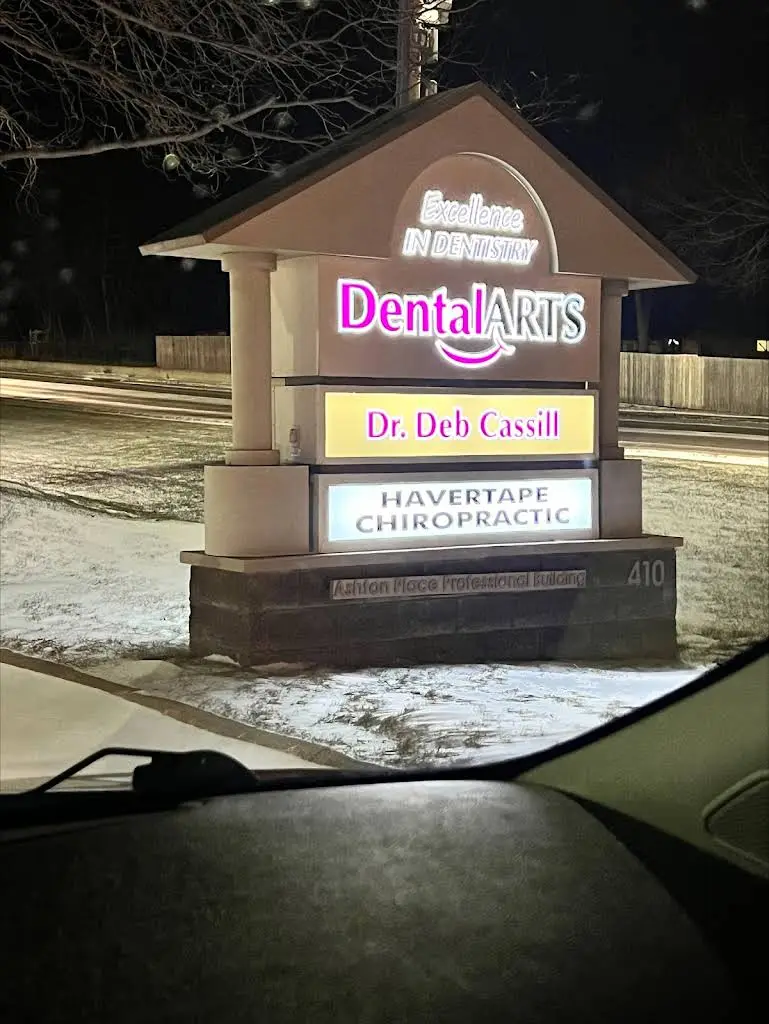 Excellence
IN DENTISTRY
DentalARTS
Dr. Deb Cassill
HAVERTAPE
CHIROPRACTIC
Ashton Place Professional Building
410